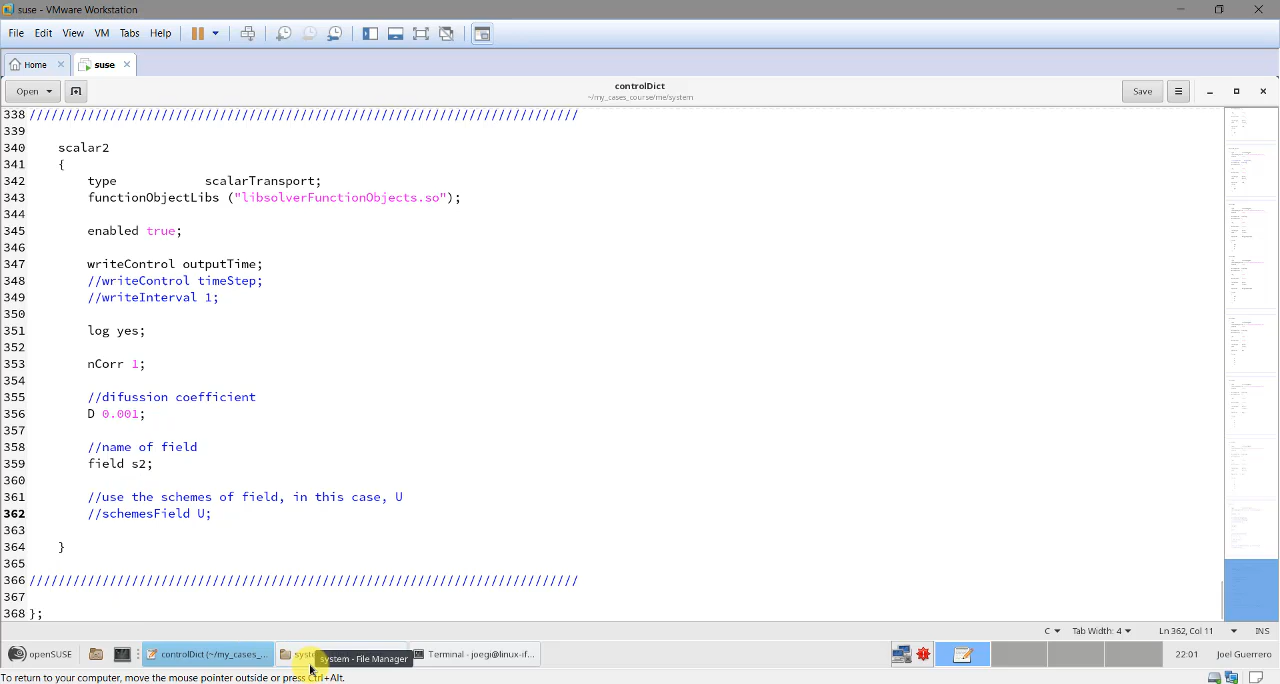 suse - VMware Workstation
File Edit View VM Tabs Help
Home suse
Open controlDict Save
~/my_cases_course/me/system
338 //////////////////////////////////////////////////////////////////////////////
339
340 scalar2
341 {
342 type scalarTransport;
343 functionObjectLibs ("libsolverFunctionObjects.so");
344
345 enabled true;
346
347 writeControl outputTime;
348 //writeControl timeStep;
349 //writeInterval 1;
350
351 log yes;
352
353 nCorr 1;
354
355 //difussion coefficient
356 D 0.001;
357
358 //name of field
359 field s2;
360
361 //use the schemes of field, in this case, U
362 //schemesField U;
363
364 }
365
366 //////////////////////////////////////////////////////////////////////////////
367
368 };
C Tab Width: 4 Ln 362, Col 11 INS
openSUSE controlDict (~/my_cases_... system - File Manager Terminal - joegi@linux-if... 22:01 Joel Guerrero
To return to your computer, move the mouse pointer outside or press Ctrl+Alt.